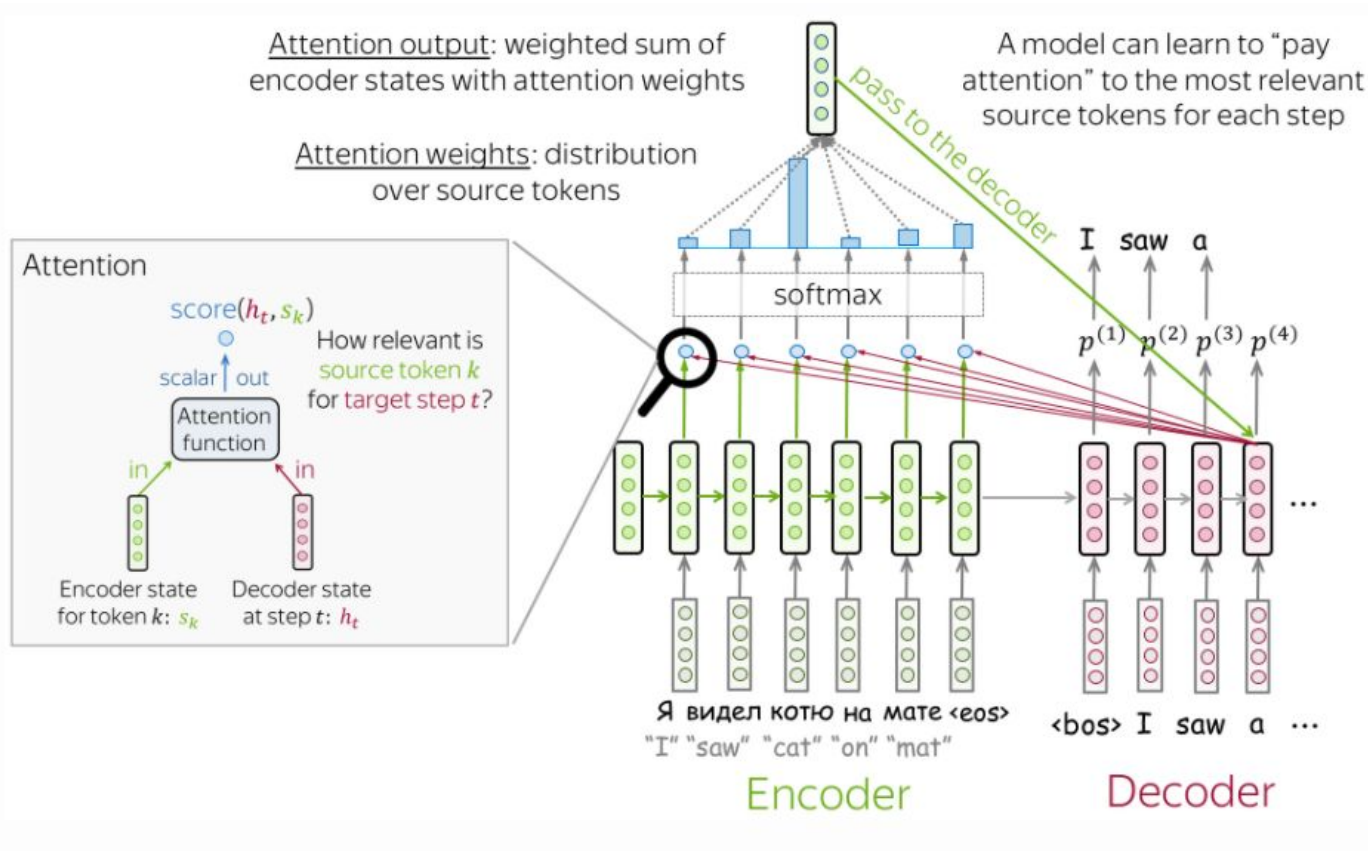 Attention output: weighted sum of
encoder states with attention weights
A model can learn to “pay
attention” to the most relevant
source tokens for each step
pass to the decoder
Attention weights: distribution
over source tokens
Attention
score(hₜ, sₖ)
How relevant is
source token k
for target step t?
scalar out
Attention
function
in in
Encoder state
for token k: sₖ
Decoder state
at step t: hₜ
softmax
I saw a
p⁽¹⁾ p⁽²⁾ p⁽³⁾ p⁽⁴⁾
...
Я видел котю на мате <eos>
“I” “saw” “cat” “on” “mat”
<bos> I saw a ...
Encoder
Decoder